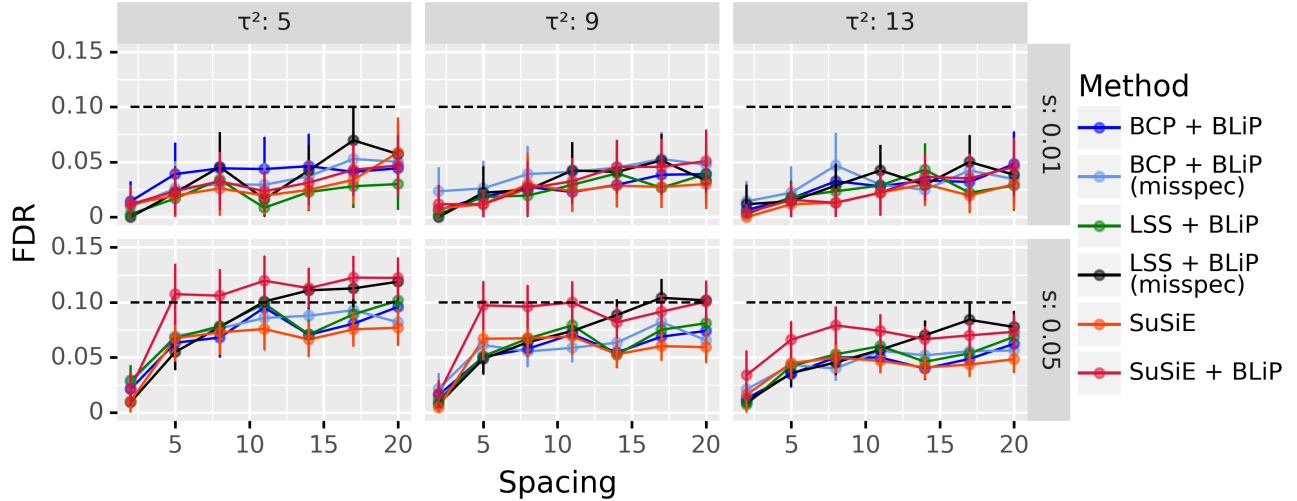 τ²: 5
τ²: 9
τ²: 13
FDR
0.15
0.10
0.05
0
s: 0.01
0.15
0.10
0.05
0
s: 0.05
5
10
15
20
5
10
15
20
5
10
15
20
Spacing
Method
BCP + BLiP
BCP + BLiP
(misspec)
LSS + BLiP
LSS + BLiP
(misspec)
SuSiE
SuSiE + BLiP